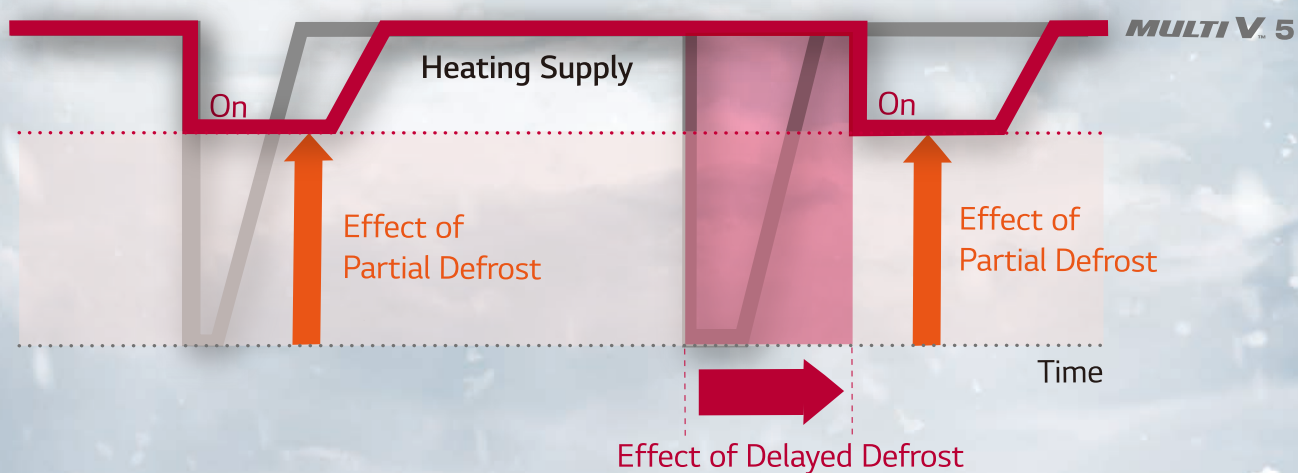 MULTI V™ 5
Heating Supply
On
On
Effect of
Partial Defrost
Effect of
Partial Defrost
Time
Effect of Delayed Defrost